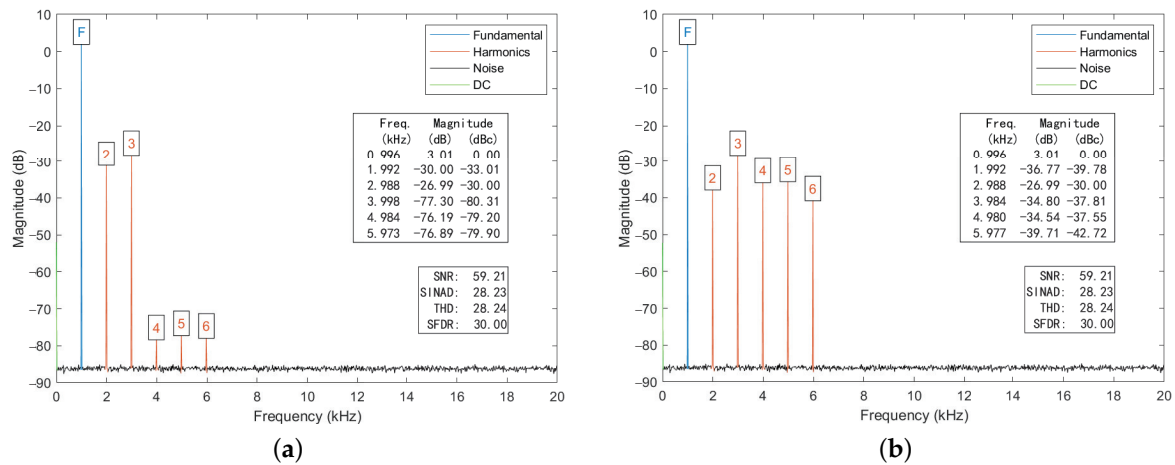 10
0
−10
−20
−30
−40
−50
−60
−70
−80
−90
Magnitude (dB)
F
2
3
4
5
6
Fundamental
Harmonics
Noise
DC
Freq. Magnitude
(kHz) (dB) (dBc)
0.996 3.01 0.00
1.992 -30.00 -33.01
2.988 -26.99 -30.00
3.998 -77.30 -80.31
4.984 -76.19 -79.20
5.973 -76.89 -79.90
SNR: 59.21
SINAD: 28.23
THD: 28.24
SFDR: 30.00
0 2 4 6 8 10 12 14 16 18 20
Frequency (kHz)
(a)
10
0
−10
−20
−30
−40
−50
−60
−70
−80
−90
Magnitude (dB)
F
2
3
4
5
6
Fundamental
Harmonics
Noise
DC
Freq. Magnitude
(kHz) (dB) (dBc)
0.996 3.01 0.00
1.992 -36.77 -39.78
2.988 -26.99 -30.00
3.984 -34.80 -37.81
4.980 -34.54 -37.55
5.977 -39.71 -42.72
SNR: 59.21
SINAD: 28.23
THD: 28.24
SFDR: 30.00
0 2 4 6 8 10 12 14 16 18 20
Frequency (kHz)
(b)